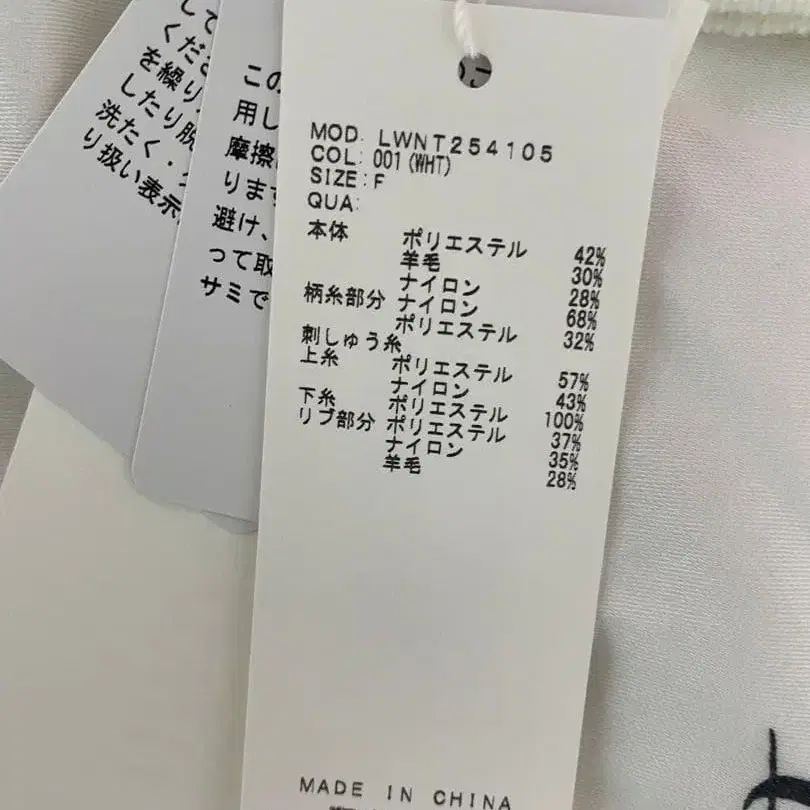 して
くださ
を繰り
したり脱
洗たく・
り扱い表示
この
用し
摩擦
ります
避け、
って取
サミで
MOD. LWNT254105
COL: 001(WHT)
SIZE:F
QUA:
本体 ポリエステル 42%
羊毛 30%
ナイロン 28%
柄糸部分 ナイロン 68%
ポリエステル 32%
刺しゅう糸
上糸 ポリエステル 57%
ナイロン 43%
下糸 ポリエステル 100%
リブ部分 ポリエステル 37%
ナイロン 35%
羊毛 28%
MADE IN CHINA